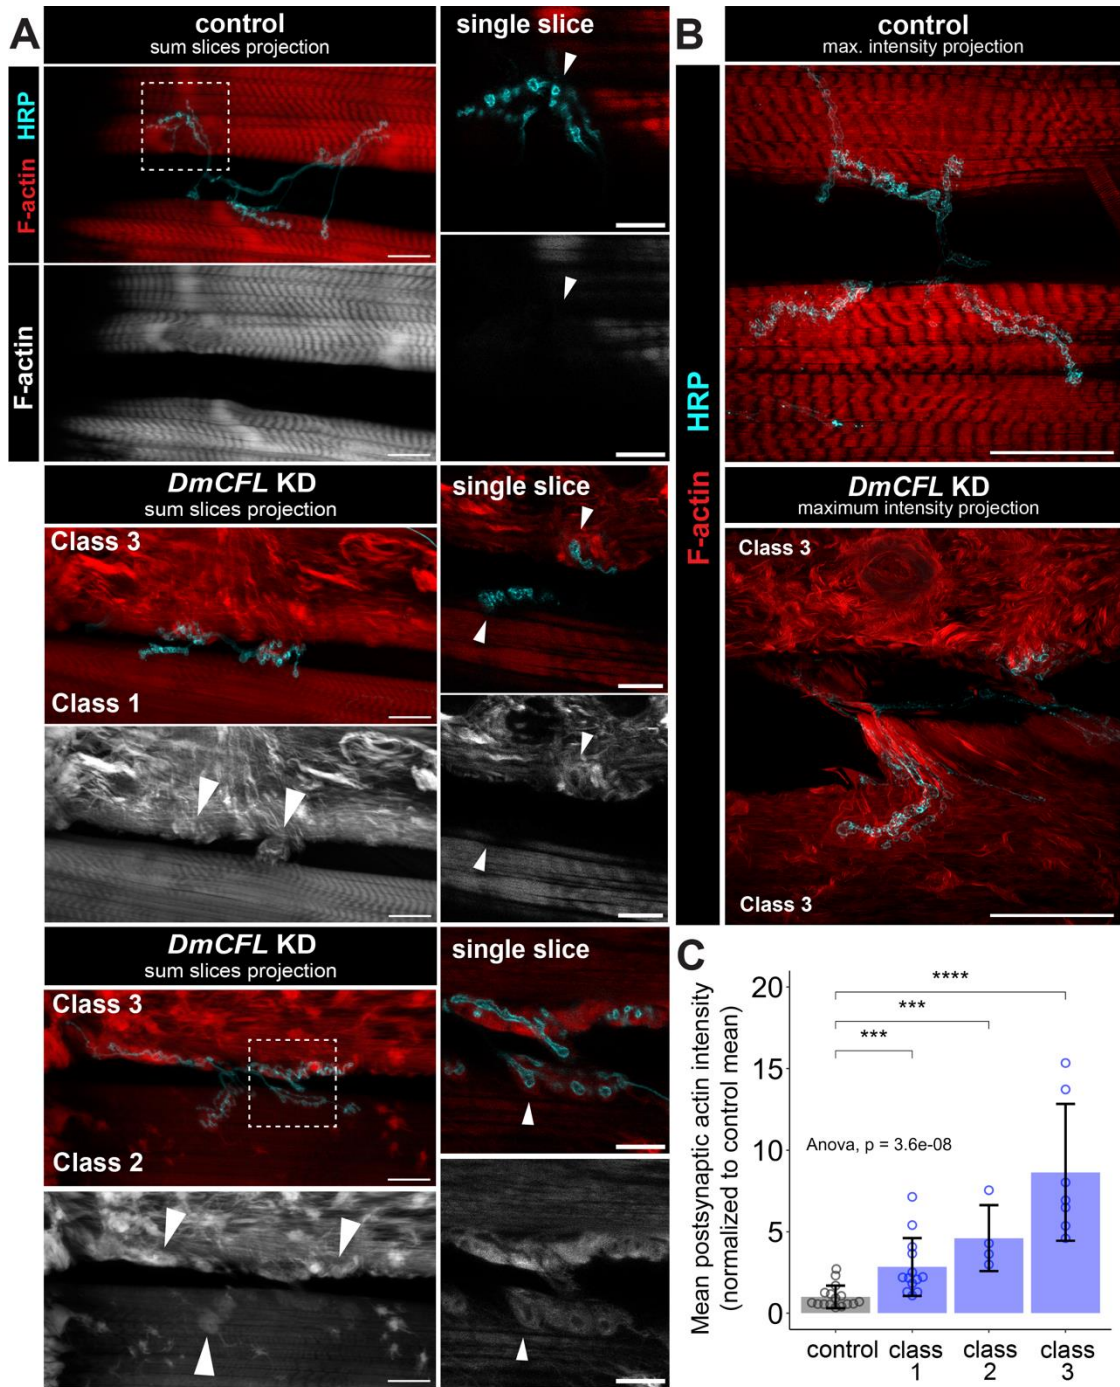 A
control
sum slices projection
single slice
F-actin HRP
F-actin
DmCFL KD
sum slices projection
single slice
Class 3
Class 1
DmCFL KD
sum slices projection
single slice
Class 3
Class 2
B
control
max. intensity projection
F-actin HRP
DmCFL KD
maximum intensity projection
Class 3
Class 3
C
Mean postsynaptic actin intensity
(normalized to control mean)
20
15
10
5
0
****
***
***
Anova, p = 3.6e-08
control
class
1
class
2
class
3